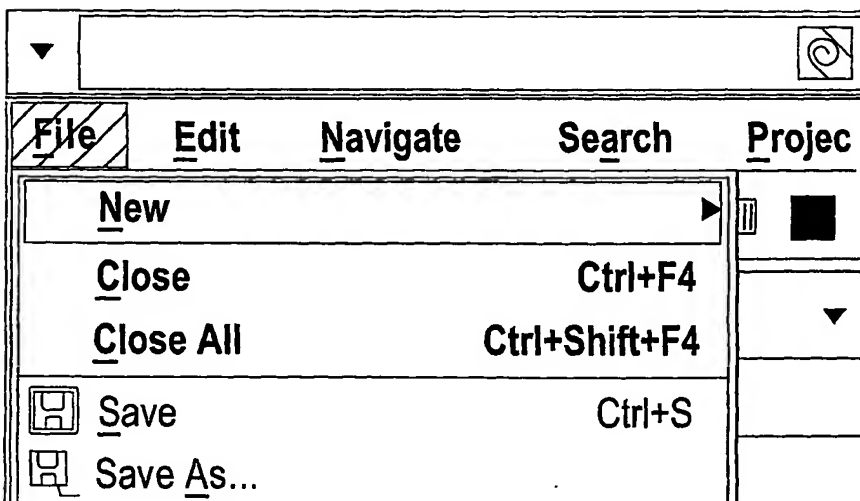 File Edit Navigate Search Projec
New
Close Ctrl+F4
Close All Ctrl+Shift+F4
Save Ctrl+S
Save As...